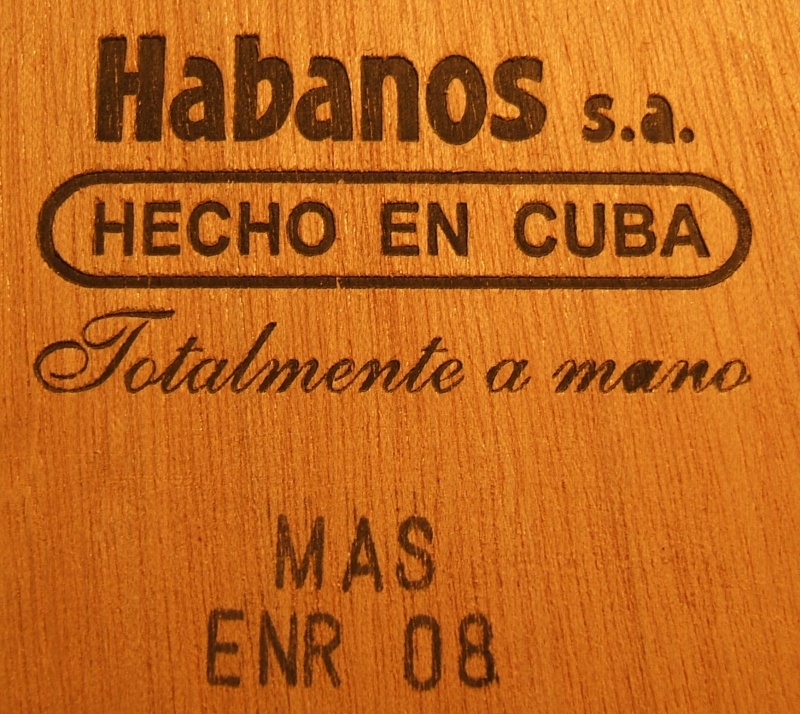 Habanos s.a.
HECHO EN CUBA
Totalmente a mano
MAS
ENR 08